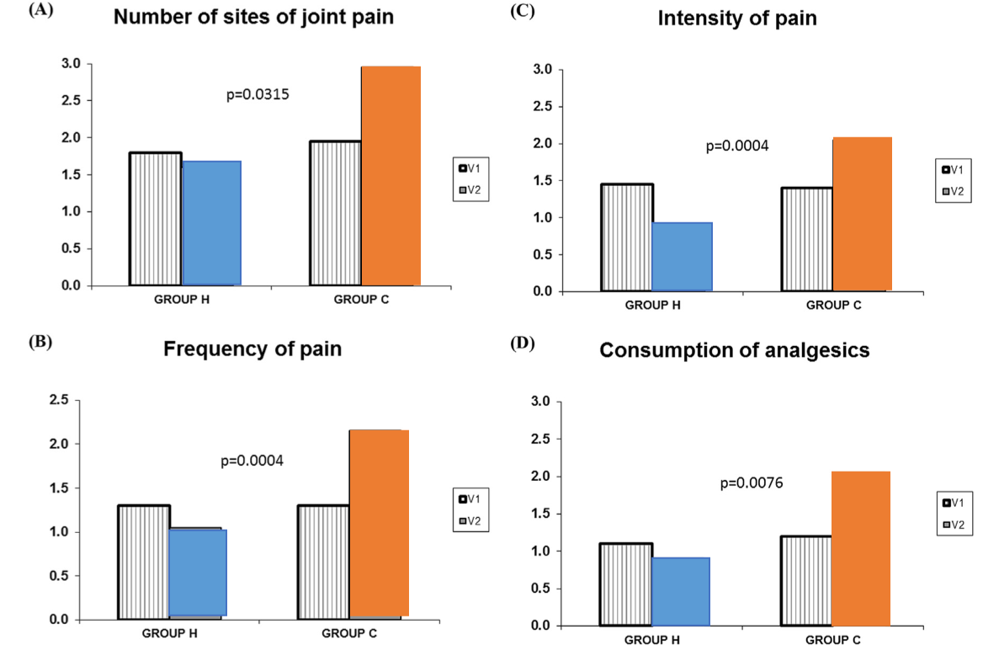 (A)
Number of sites of joint pain
3.0
2.5
2.0
1.5
1.0
0.5
0.0
p=0.0315
GROUP H
GROUP C
V1
V2
(C)
Intensity of pain
3.0
2.5
2.0
1.5
1.0
0.5
0.0
p=0.0004
GROUP H
GROUP C
V1
V2
(B)
Frequency of pain
2.5
2.0
1.5
1.0
0.5
0.0
p=0.0004
GROUP H
GROUP C
V1
V2
(D)
Consumption of analgesics
3.0
2.5
2.0
1.5
1.0
0.5
0.0
p=0.0076
GROUP H
GROUP C
V1
V2